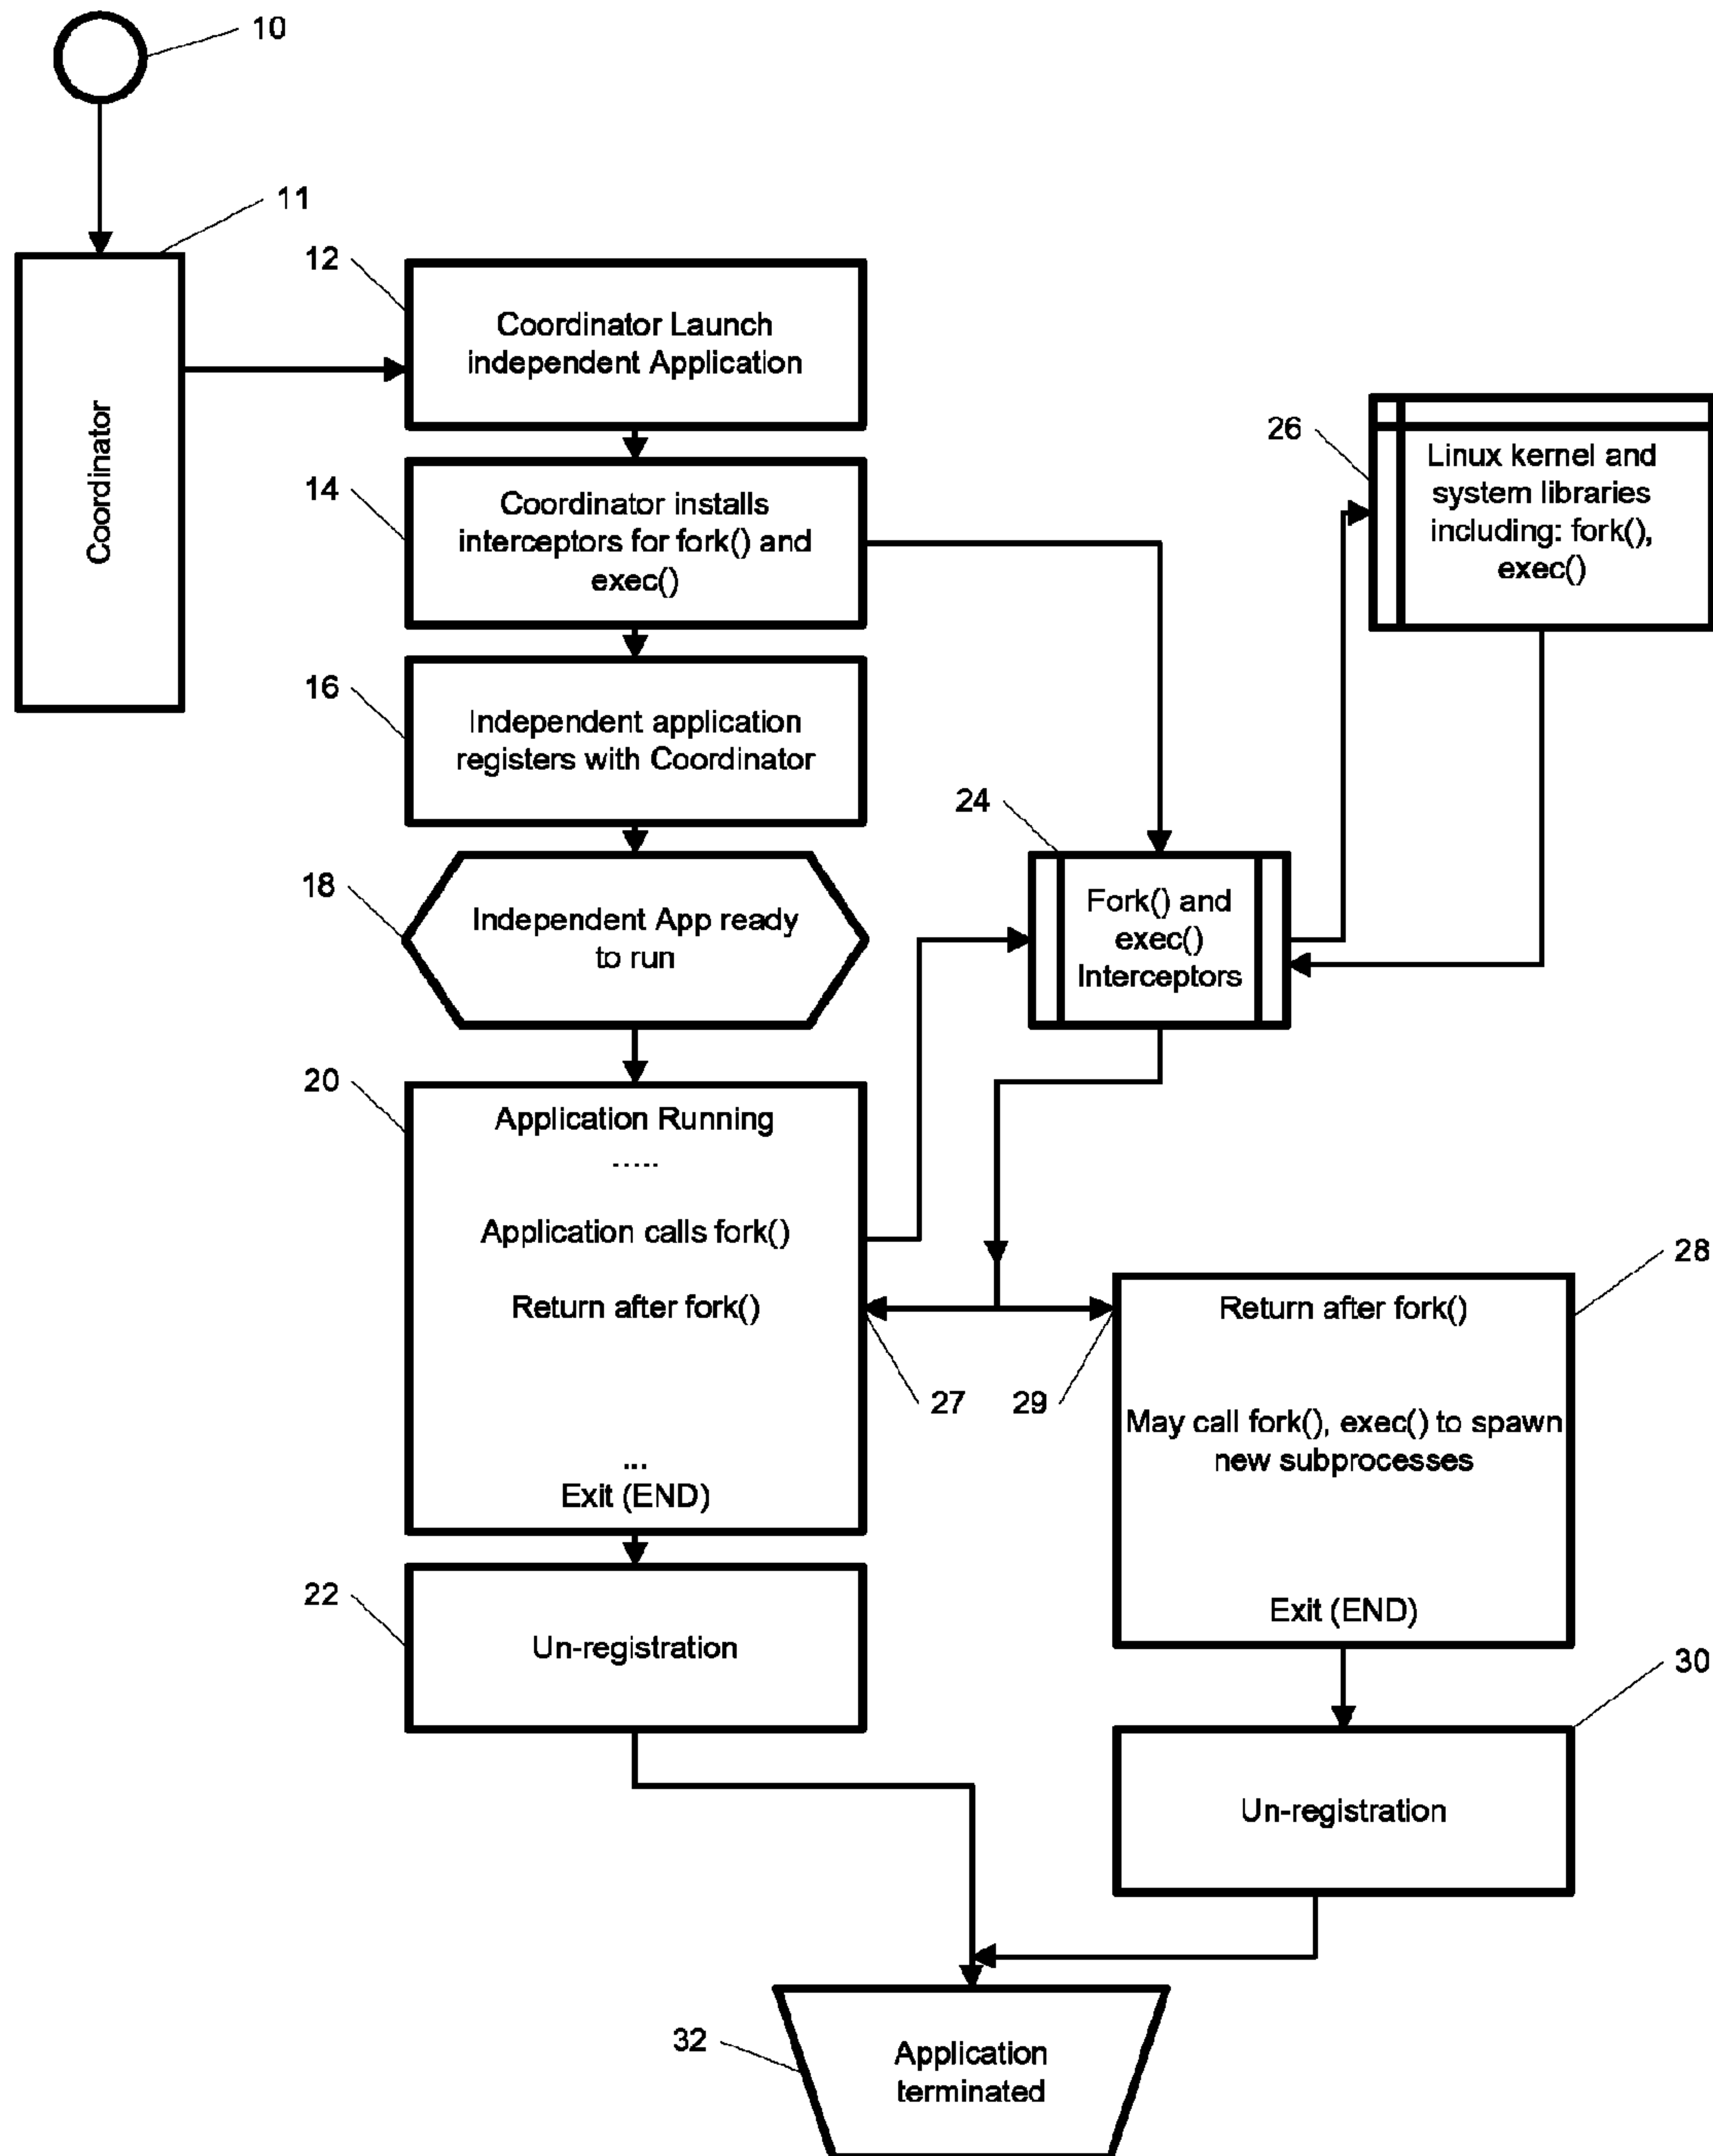 10
11
Coordinator
12
Coordinator Launch
independent Application
14
Coordinator installs
interceptors for fork() and
exec()
26
Linux kernel and
system libraries
including: fork(),
exec()
16
Independent application
registers with Coordinator
24
Fork() and
exec()
Interceptors
18
Independent App ready
to run
20
Application Running
.....
Application calls fork()
Return after fork()
...
Exit (END)
27
29
28
Return after fork()
May call fork(), exec() to spawn
new subprocesses
Exit (END)
22
Un-registration
30
Un-registration
32
Application
terminated